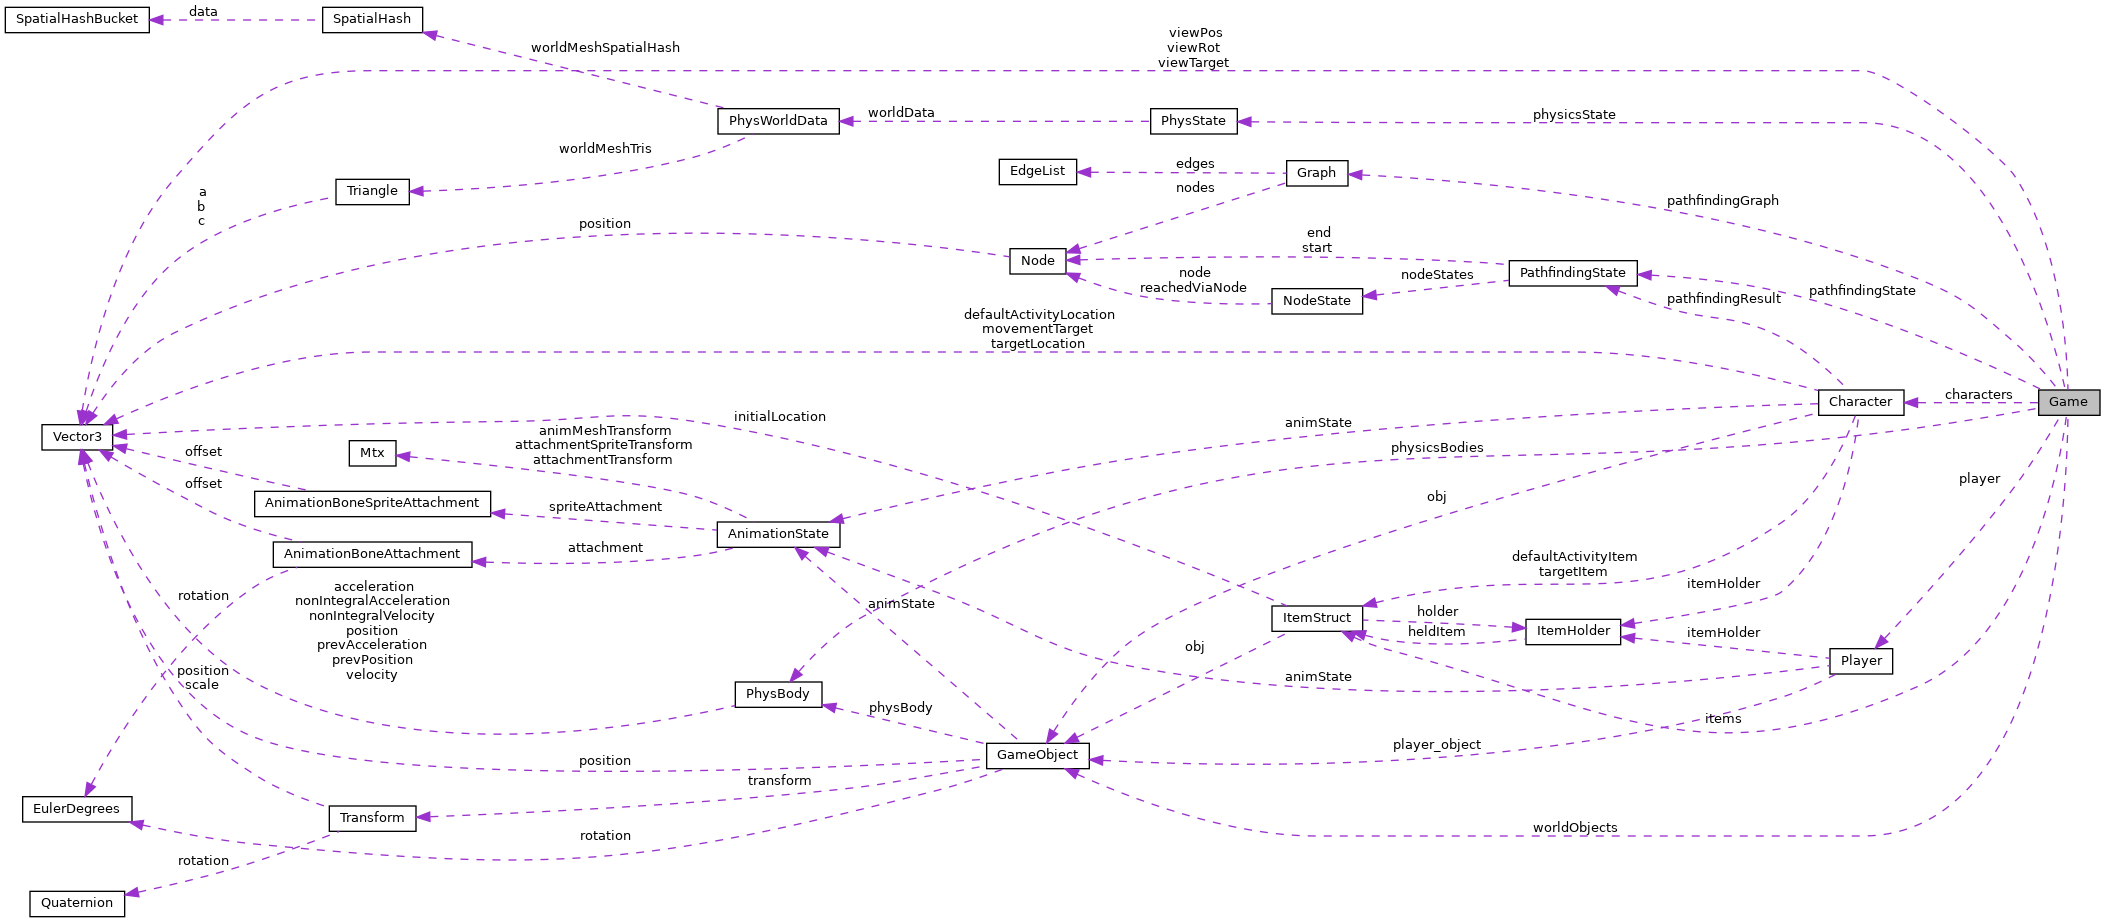 SpatialHashBucket
data
SpatialHash
worldMeshSpatialHash
viewPos
viewRot
viewTarget
PhysWorldData
worldData
PhysState
physicsState
worldMeshTris
EdgeList
edges
Graph
nodes
Triangle
a
b
c
pathfindingGraph
position
end
start
Node
node
reachedViaNode
nodeStates
PathfindingState
NodeState
pathfindingResult
pathfindingState
defaultActivityLocation
movementTarget
targetLocation
Character
characters
Game
initialLocation
animState
Vector3
offset
Mtx
animMeshTransform
attachmentSpriteTransform
attachmentTransform
physicsBodies
offset
AnimationBoneSpriteAttachment
spriteAttachment
obj
player
AnimationState
AnimationBoneAttachment
attachment
defaultActivityItem
targetItem
itemHolder
rotation
acceleration
nonIntegralAcceleration
nonIntegralVelocity
position
prevAcceleration
prevPosition
velocity
animState
ItemStruct
holder
heldItem
ItemHolder
itemHolder
obj
Player
position
scale
animState
PhysBody
physBody
items
player_object
GameObject
position
transform
EulerDegrees
Transform
rotation
worldObjects
rotation
Quaternion